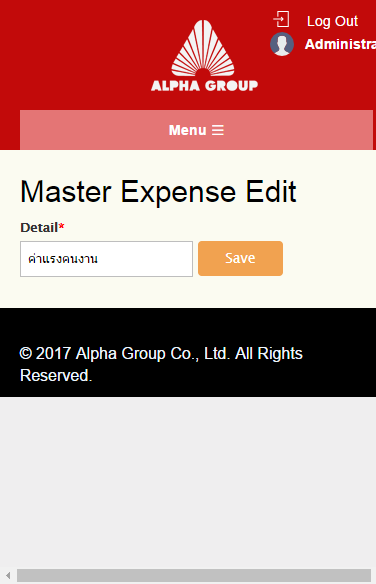 Log Out
Administra
ALPHA GROUP
Menu
Master Expense Edit
Detail*
ค่าแรงคนงาน
Save
© 2017 Alpha Group Co., Ltd. All Rights
Reserved.